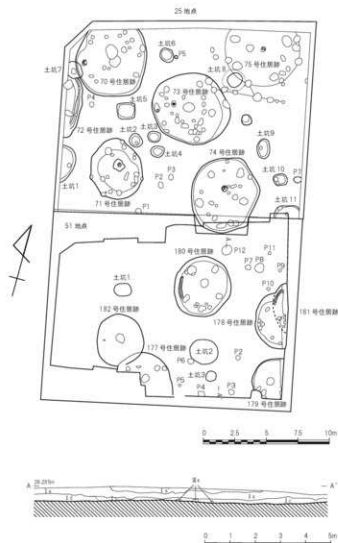 25 地点
土坑6
P5
土坑8
75 号住居跡
土坑7
70 号住居跡
73 号住居跡
P4
土坑5
72 号住居跡
土坑2
土坑3
土坑9
土坑4
74 号住居跡
P3
P2
土坑10
土坑1
71 号住居跡
土坑11
P1
51 地点
A
180 号住居跡
P12
P11
P7
P8
P9
土坑1
P10
182 号住居跡
178 号住居跡
181 号住居跡
177 号住居跡
土坑2
P6
P2
土坑3
P5
P4
P3
179 号住居跡
0 2.5 5 7.5 10m
A
A'
0 1 2 3 4 5m